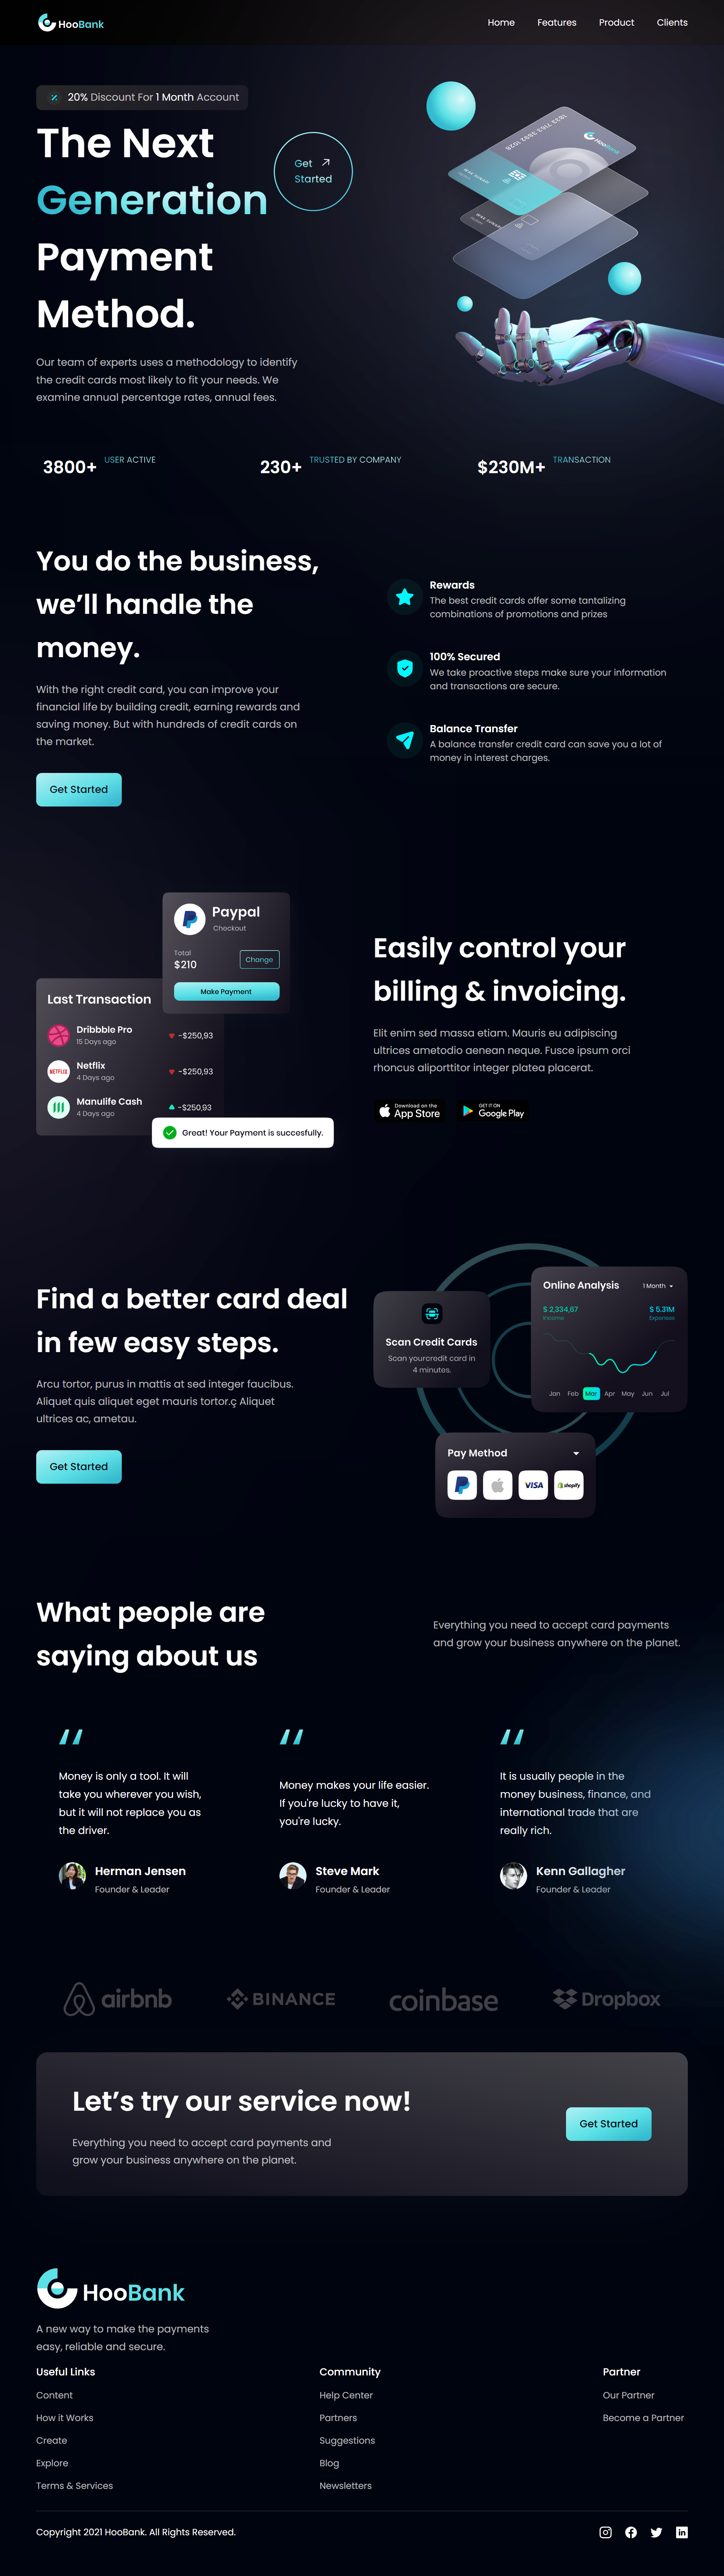 HooBank
Home Features Product Clients
20% Discount For 1 Month Account
The Next
Generation
Payment
Method.
Get
Started
HooBank
Our team of experts uses a methodology to identify
the credit cards most likely to fit your needs. We
examine annual percentage rates, annual fees.
3800+ USER ACTIVE
230+ TRUSTED BY COMPANY
$230M+ TRANSACTION
You do the business,
we’ll handle the
money.
With the right credit card, you can improve your
financial life by building credit, earning rewards and
saving money. But with hundreds of credit cards on
the market.
Get Started
Rewards
The best credit cards offer some tantalizing
combinations of promotions and prizes
100% Secured
We take proactive steps make sure your information
and transactions are secure.
Balance Transfer
A balance transfer credit card can save you a lot of
money in interest charges.
Paypal
Checkout
Total
$210
Change
Make Payment
Last Transaction
Dribbble Pro
15 Days ago
-$250,93
Netflix
4 Days ago
-$250,93
NETFLIX
Manulife Cash
4 Days ago
-$250,93
Great! Your Payment is succesfully.
Easily control your
billing & invoicing.
Elit enim sed massa etiam. Mauris eu adipiscing
ultrices ametodio aenean neque. Fusce ipsum orci
rhoncus aliporttitor integer platea placerat.
Download on the
App Store
GET IT ON
Google Play
Find a better card deal
in few easy steps.
Arcu tortor, purus in mattis at sed integer faucibus.
Aliquet quis aliquet eget mauris tortor.ç Aliquet
ultrices ac, ametau.
Get Started
Scan Credit Cards
Scan yourcredit card in
4 minutes.
Online Analysis
1 Month
$ 2,334,67
Income
$ 5.31M
Expanses
Jan Feb Mar Apr May Jun Jul
Pay Method
VISA
shopify
What people are
saying about us
Everything you need to accept card payments
and grow your business anywhere on the planet.
Money is only a tool. It will
take you wherever you wish,
but it will not replace you as
the driver.
Herman Jensen
Founder & Leader
Money makes your life easier.
If you're lucky to have it,
you're lucky.
Steve Mark
Founder & Leader
It is usually people in the
money business, finance, and
international trade that are
really rich.
Kenn Gallagher
Founder & Leader
airbnb
BINANCE
coinbase
Dropbox
Let’s try our service now!
Everything you need to accept card payments and
grow your business anywhere on the planet.
Get Started
HooBank
A new way to make the payments
easy, reliable and secure.
Useful Links
Content
How it Works
Create
Explore
Terms & Services
Community
Help Center
Partners
Suggestions
Blog
Newsletters
Partner
Our Partner
Become a Partner
Copyright 2021 HooBank. All Rights Reserved.